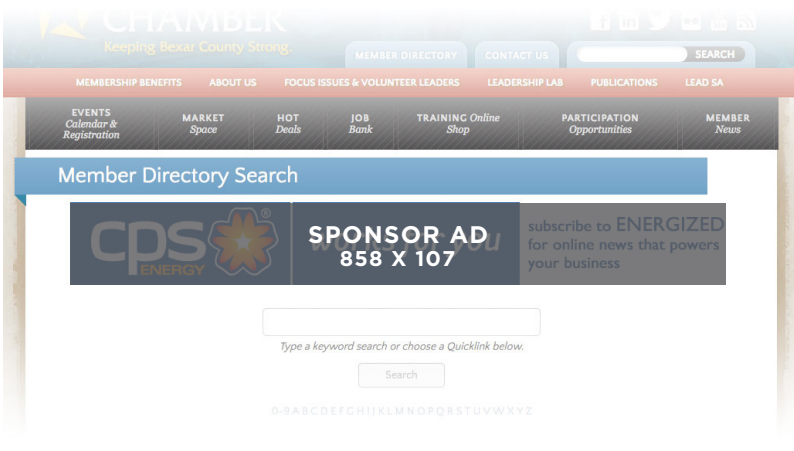 CHAMBER
Keeping Bexar County Strong.
MEMBER DIRECTORY
CONTACT US
SEARCH
MEMBERSHIP BENEFITS
ABOUT US
FOCUS ISSUES & VOLUNTEER LEADERS
LEADERSHIP LAB
PUBLICATIONS
LEAD SA
EVENTS
Calendar &
Registration
MARKET
Space
HOT
Deals
JOB
Bank
TRAINING Online
Shop
PARTICIPATION
Opportunities
MEMBER
News
Member Directory Search
cps
ENERGY
®
works for you
SPONSOR AD
858 X 107
subscribe to ENERGIZED
for online news that powers
your business
Type a keyword search or choose a Quicklink below.
Search
0-9 A B C D E F G H I J K L M N O P Q R S T U V W X Y Z